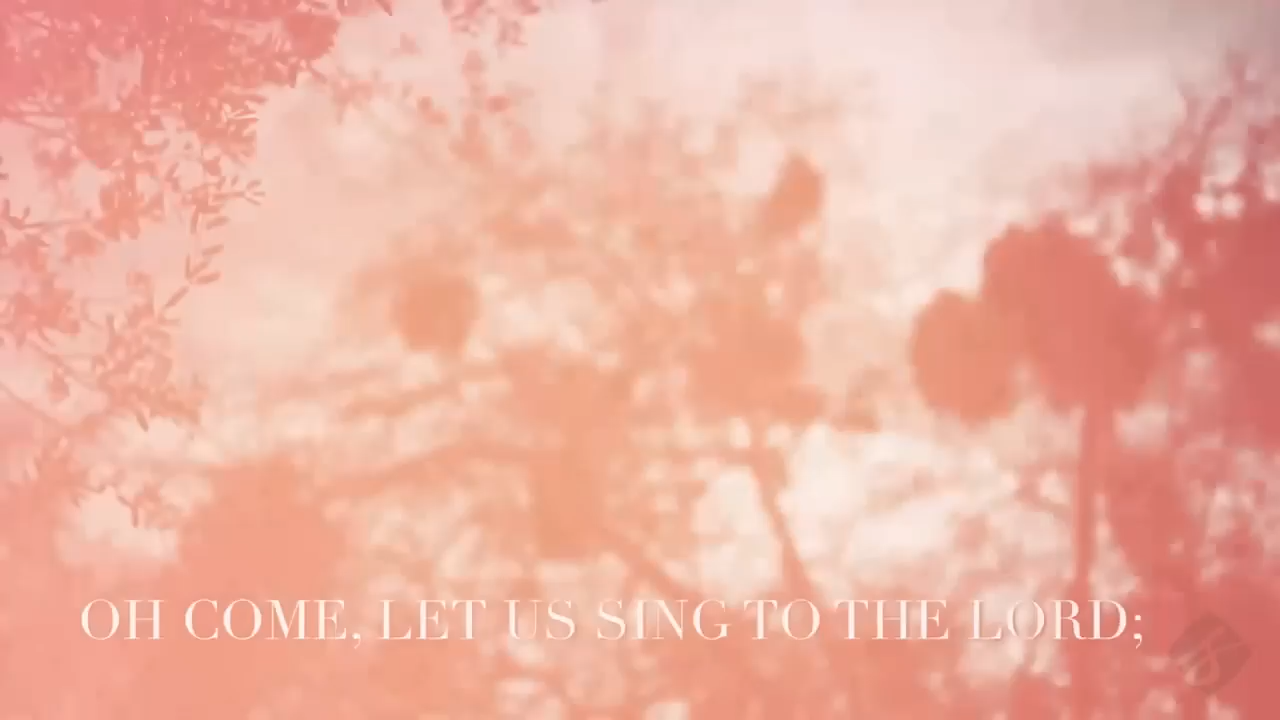 OH COME, LET US SING TO THE LORD;